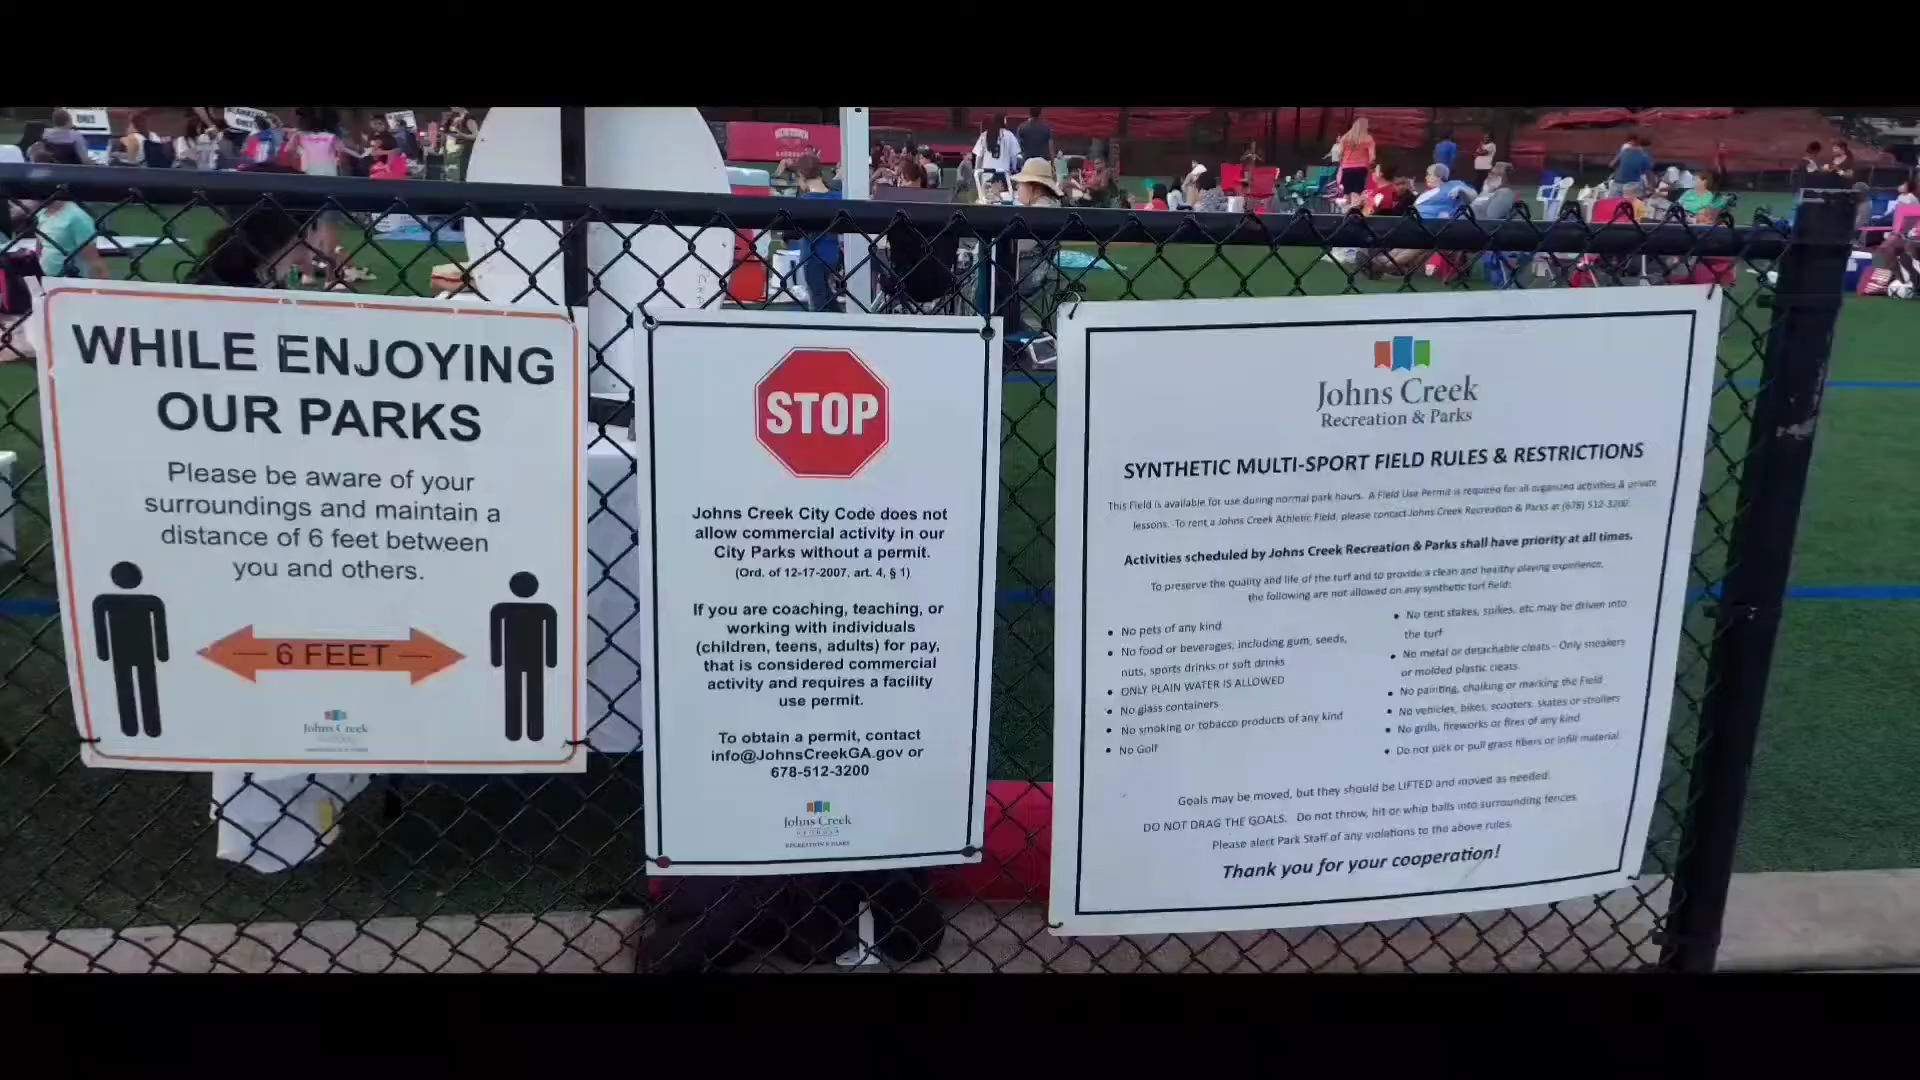 ONLY
ONLY
WHILE ENJOYING
OUR PARKS
Please be aware of your
surroundings and maintain a
distance of 6 feet between
you and others.
6 FEET
Johns Creek
STOP
Johns Creek City Code does not
allow commercial activity in our
City Parks without a permit.
(Ord. of 12-17-2007, art. 4, § 1)
If you are coaching, teaching, or
working with individuals
(children, teens, adults) for pay,
that is considered commercial
activity and requires a facility
use permit.
To obtain a permit, contact
info@JohnsCreekGA.gov or
678-512-3200
Johns Creek
GEORGIA
RECREATION & PARKS
Johns Creek
Recreation & Parks
SYNTHETIC MULTI-SPORT FIELD RULES & RESTRICTIONS
This Field is available for use during normal park hours. A Field Use Permit is required for all organized activities & private
lessons. To rent a Johns Creek Athletic Field, please contact Johns Creek Recreation & Parks at (678) 512-3200.
Activities scheduled by Johns Creek Recreation & Parks shall have priority at all times.
To preserve the quality and life of the turf and to provide a clean and healthy playing experience,
the following are not allowed on any synthetic turf field:
• No pets of any kind
• No food or beverages, including gum, seeds,
nuts, sports drinks or soft drinks
• ONLY PLAIN WATER IS ALLOWED
• No glass containers
• No smoking or tobacco products of any kind
• No Golf
• No tent stakes, spikes, etc may be driven into
the turf
• No metal or detachable cleats - Only sneakers
or molded plastic cleats.
• No painting, chalking or marking the Field
• No vehicles, bikes, scooters, skates or strollers
• No grills, fireworks or fires of any kind
• Do not pick or pull grass fibers or infill material
Goals may be moved, but they should be LIFTED and moved as needed.
DO NOT DRAG THE GOALS. Do not throw, hit or whip balls into surrounding fences.
Please alert Park Staff of any violations to the above rules.
Thank you for your cooperation!